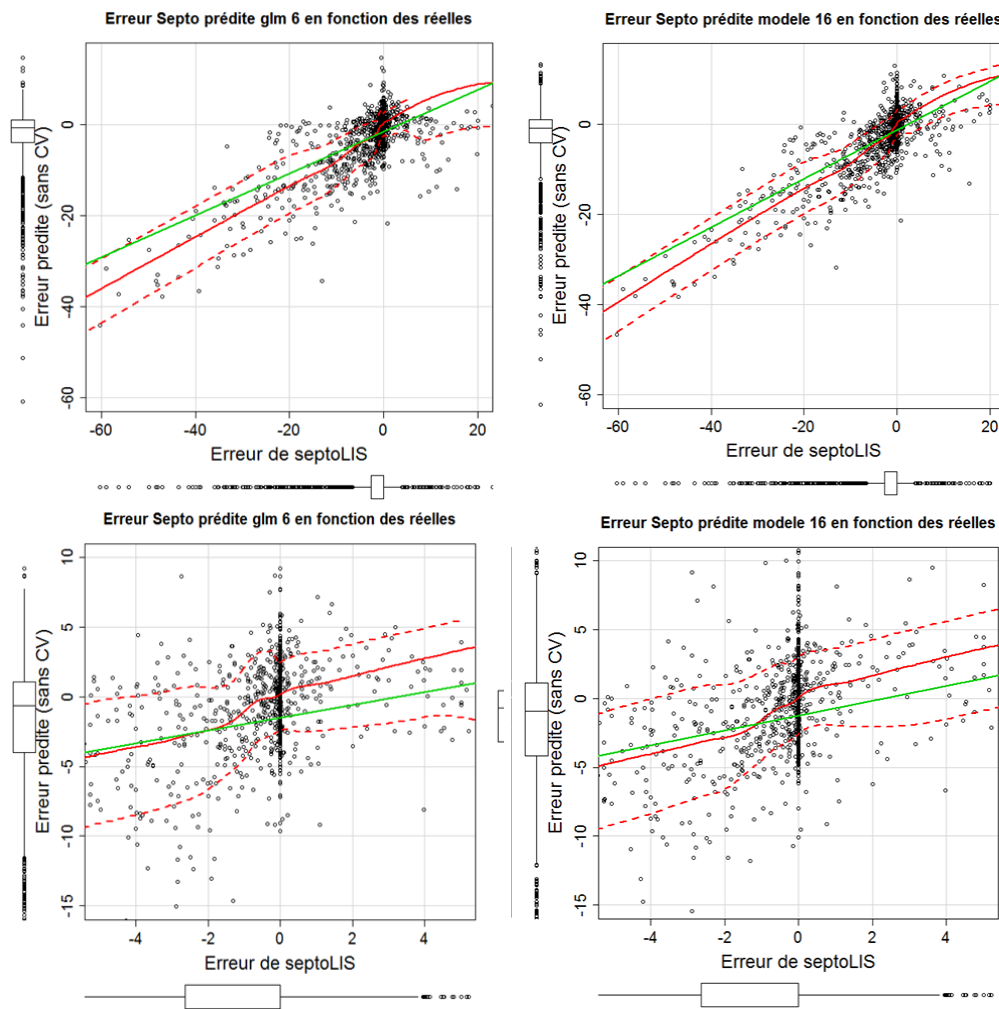 Erreur Septo prédite glm 6 en fonction des réelles
Erreur predite (sans CV)
0
-20
-40
-60
-60 -40 -20 0 20
Erreur de septoLIS
Erreur Septo prédite modele 16 en fonction des réelles
Erreur predite (sans CV)
0
-20
-40
-60
-60 -40 -20 0 20
Erreur de septoLIS
Erreur Septo prédite glm 6 en fonction des réelles
Erreur predite (sans CV)
10
5
0
-5
-10
-15
-4 -2 0 2 4
Erreur de septoLIS
Erreur Septo prédite modele 16 en fonction des réelles
Erreur predite (sans CV)
10
5
0
-5
-10
-15
-4 -2 0 2 4
Erreur de septoLIS